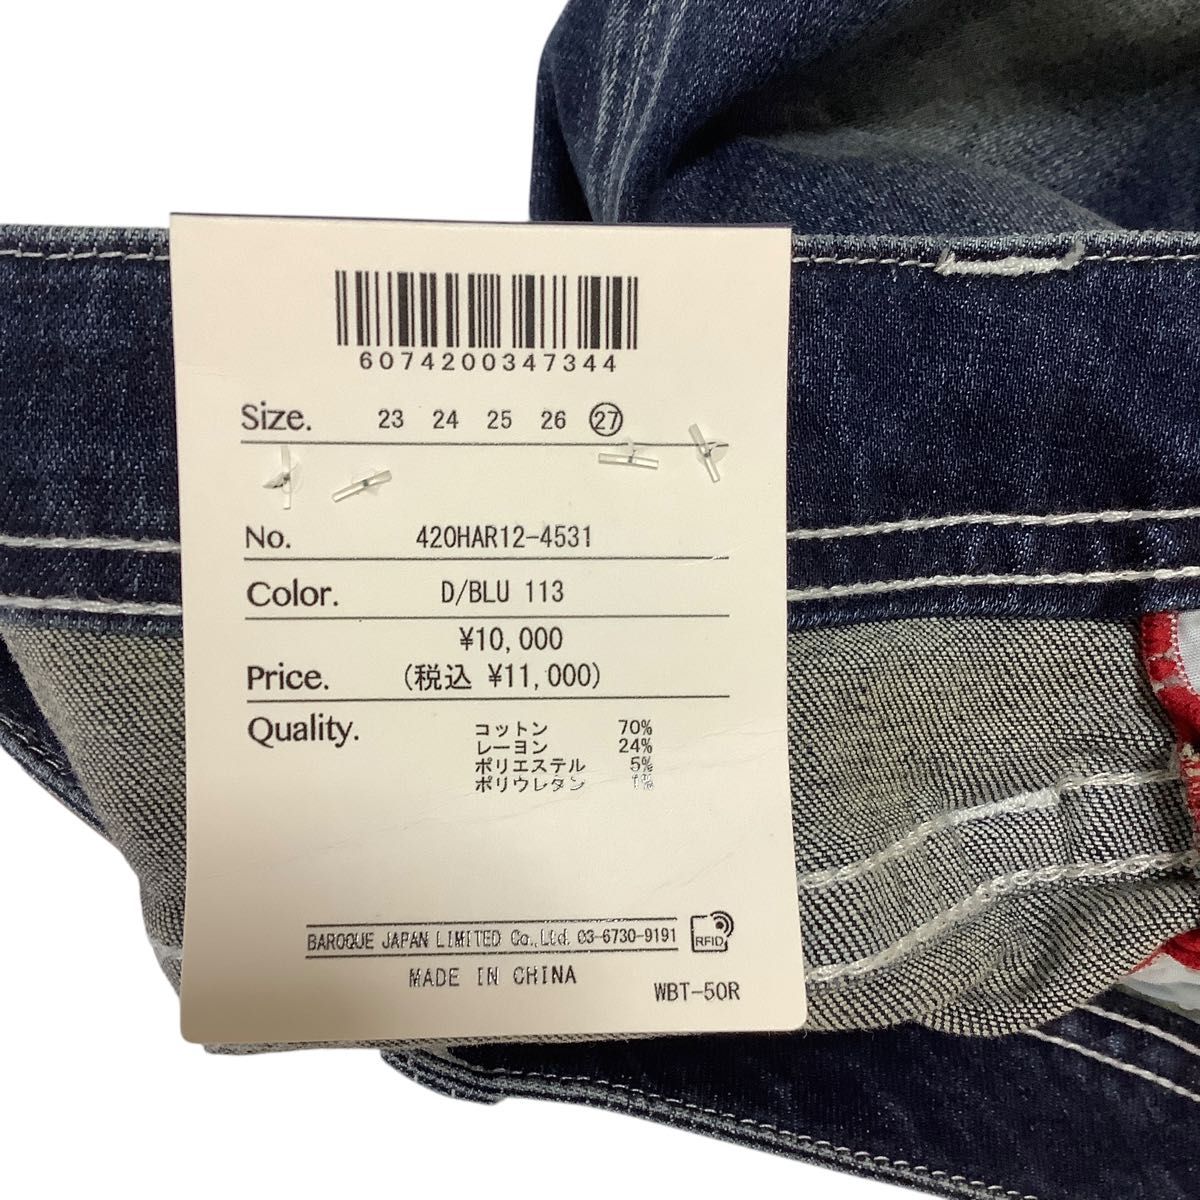 6074200347344
Size. 23 24 25 26 27
No. 420HAR12-4531
Color. D/BLU 113
¥10,000
Price. (税込 ¥11,000)
Quality. コットン 70%
レーヨン 24%
ポリエステル 5%
ポリウレタン 1%
BAROQUE JAPAN LIMITED Co.,Ltd. 03-6730-9191 RFID
MADE IN CHINA
WBT-50R